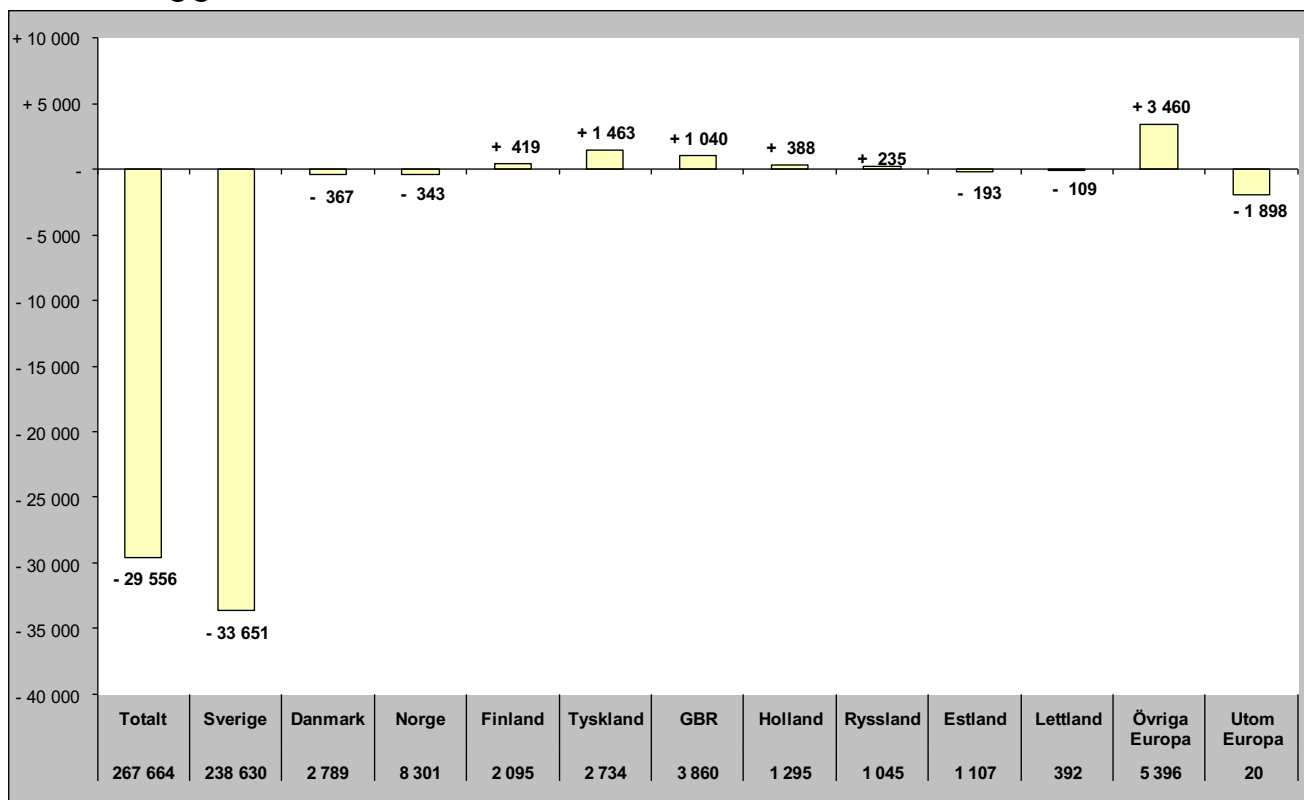 + 10 000
+ 5 000
-
- 5 000
- 10 000
- 15 000
- 20 000
- 25 000
- 30 000
- 35 000
- 40 000
- 29 556
- 33 651
- 367
- 343
+ 419
+ 1 463
+ 1 040
+ 388
+ 235
- 193
- 109
+ 3 460
- 1 898
Totalt Sverige Danmark Norge Finland Tyskland GBR Holland Ryssland Estland Lettland Övriga Utom
Europa Europa
267 664 238 630 2 789 8 301 2 095 2 734 3 860 1 295 1 045 1 107 392 5 396 20